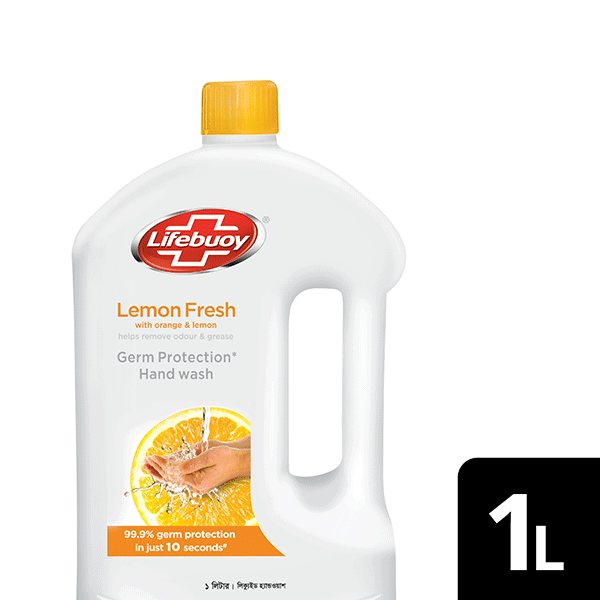 Lifebuoy
®
Lemon Fresh
with orange & lemon
helps remove odour & grease
Germ Protection*
Hand wash
99.9% germ protection
in just 10 seconds#
১ লিটার । লিকুইড হ্যান্ডওয়াশ
1L